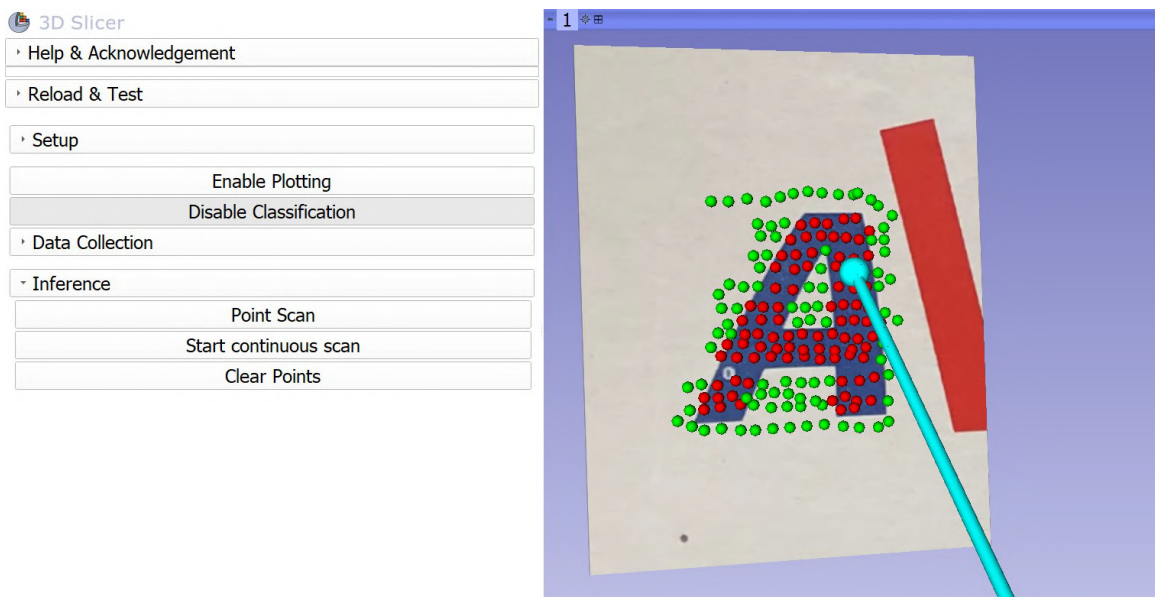 3D Slicer
Help & Acknowledgement
Reload & Test
Setup
Enable Plotting
Disable Classification
Data Collection
Inference
Point Scan
Start continuous scan
Clear Points
1
A